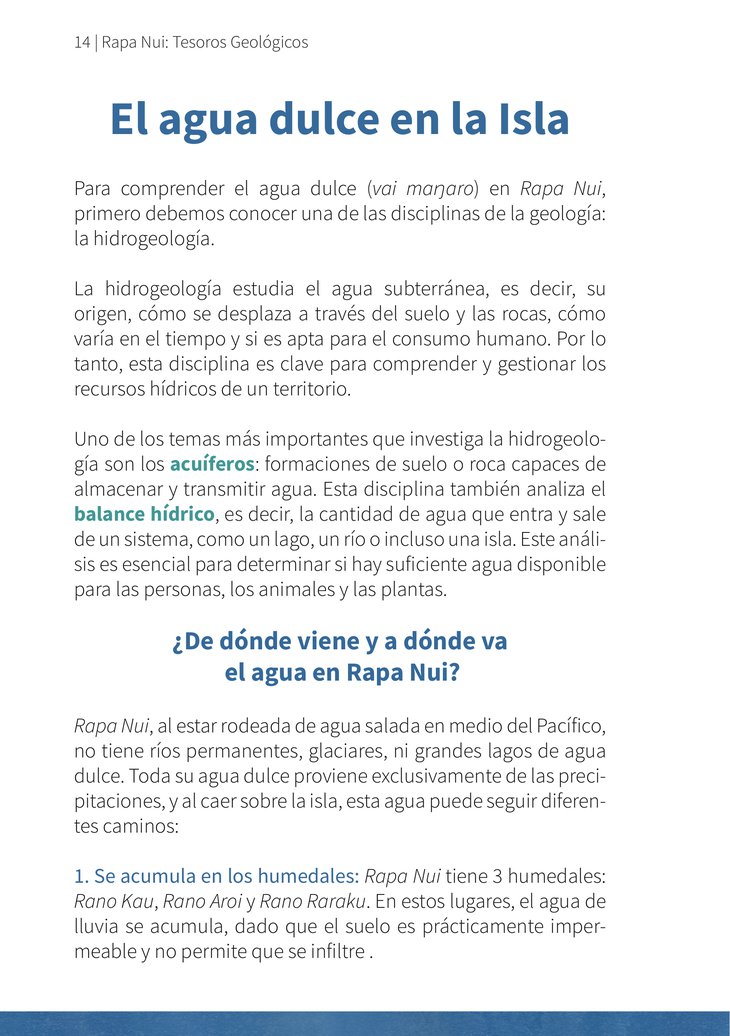 14 | Rapa Nui: Tesoros Geológicos
El agua dulce en la Isla
Para comprender el agua dulce (vai maŋaro) en Rapa Nui,
primero debemos conocer una de las disciplinas de la geología:
la hidrogeología.
La hidrogeología estudia el agua subterránea, es decir, su
origen, cómo se desplaza a través del suelo y las rocas, cómo
varía en el tiempo y si es apta para el consumo humano. Por lo
tanto, esta disciplina es clave para comprender y gestionar los
recursos hídricos de un territorio.
Uno de los temas más importantes que investiga la hidrogeolo-
gía son los acuíferos: formaciones de suelo o roca capaces de
almacenar y transmitir agua. Esta disciplina también analiza el
balance hídrico, es decir, la cantidad de agua que entra y sale
de un sistema, como un lago, un río o incluso una isla. Este análi-
sis es esencial para determinar si hay suficiente agua disponible
para las personas, los animales y las plantas.
¿De dónde viene y a dónde va
el agua en Rapa Nui?
Rapa Nui, al estar rodeada de agua salada en medio del Pacífico,
no tiene ríos permanentes, glaciares, ni grandes lagos de agua
dulce. Toda su agua dulce proviene exclusivamente de las preci-
pitaciones, y al caer sobre la isla, esta agua puede seguir diferen-
tes caminos:
1. Se acumula en los humedales: Rapa Nui tiene 3 humedales:
Rano Kau, Rano Aroi y Rano Raraku. En estos lugares, el agua de
lluvia se acumula, dado que el suelo es prácticamente imper-
meable y no permite que se infiltre .